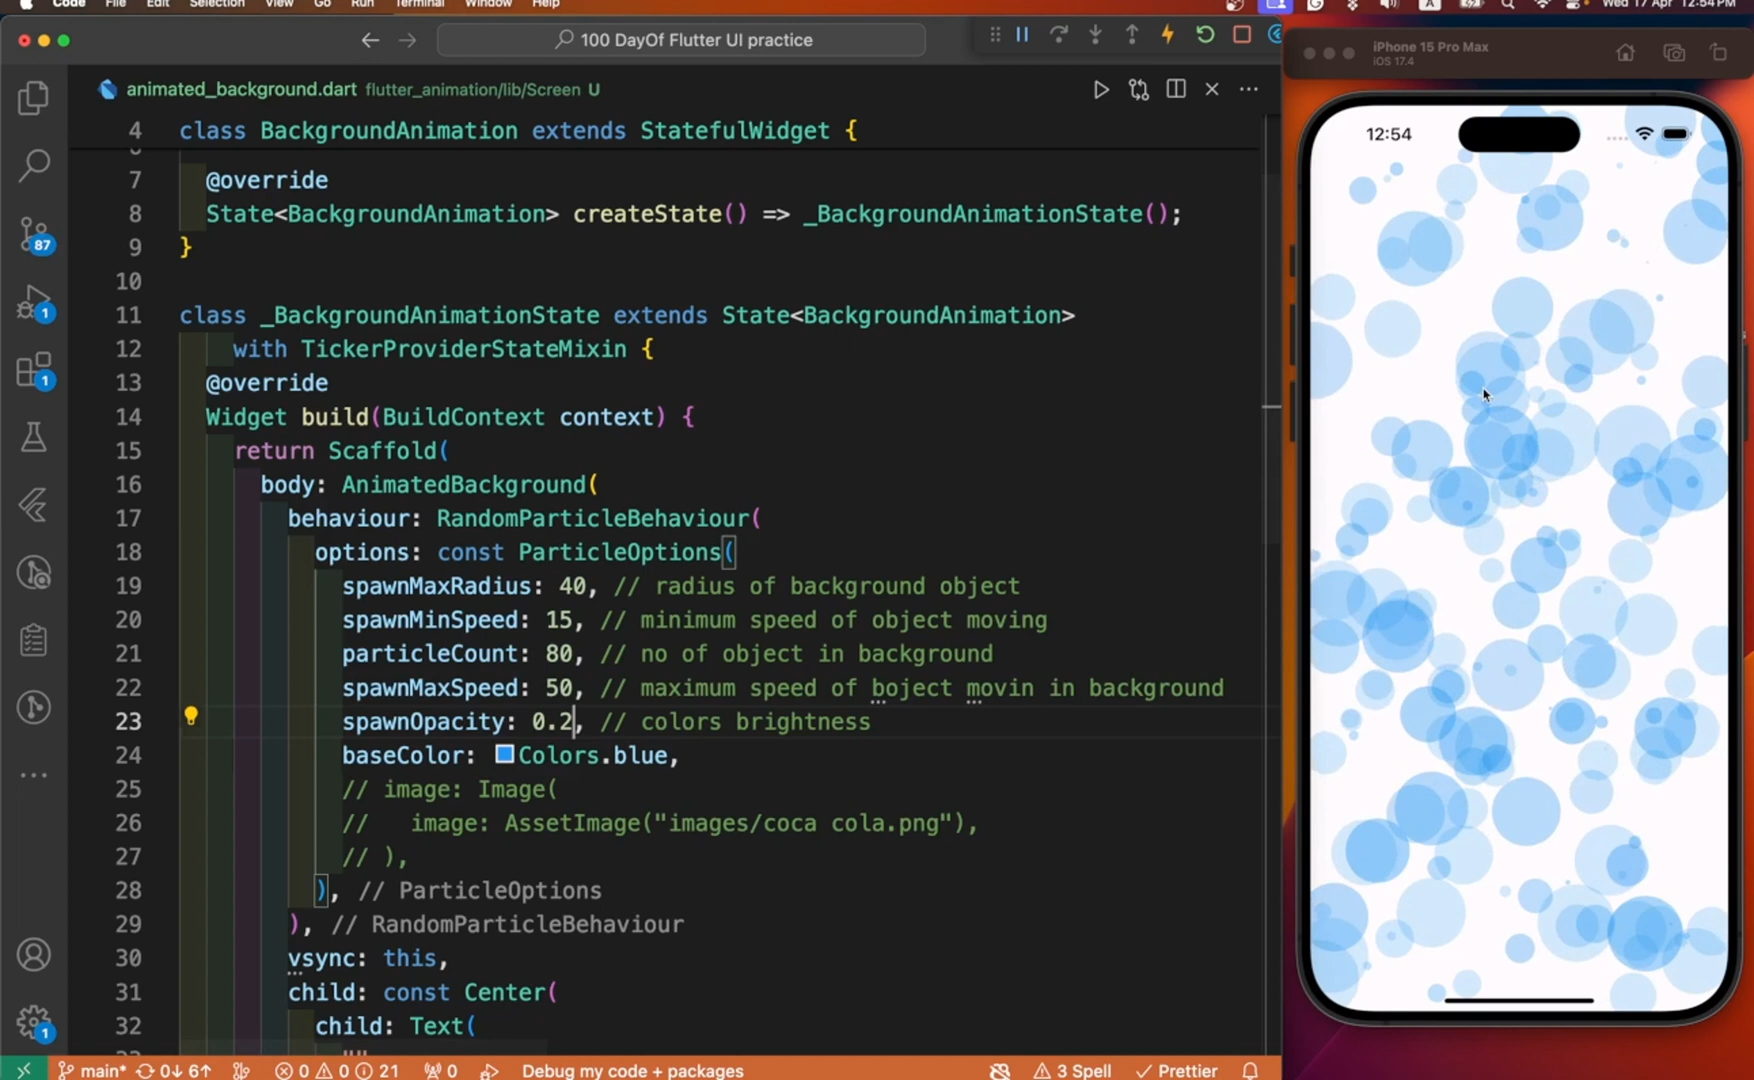 Code File Edit Selection View Go Run Terminal Window Help
A Wed 17 Apr 12:54 PM
100 DayOf Flutter UI practice
iPhone 15 Pro Max
iOS 17.4
animated_background.dart flutter_animation/lib/Screen U
12:54
4 class BackgroundAnimation extends StatefulWidget {
7 @override
8 State<BackgroundAnimation> createState() => _BackgroundAnimationState();
9 }
10
11 class _BackgroundAnimationState extends State<BackgroundAnimation>
12 with TickerProviderStateMixin {
13 @override
14 Widget build(BuildContext context) {
15 return Scaffold(
16 body: AnimatedBackground(
17 behaviour: RandomParticleBehaviour(
18 options: const ParticleOptions(
19 spawnMaxRadius: 40, // radius of background object
20 spawnMinSpeed: 15, // minimum speed of object moving
21 particleCount: 80, // no of object in background
22 spawnMaxSpeed: 50, // maximum speed of boject movin in background
23 spawnOpacity: 0.2, // colors brightness
24 baseColor: Colors.blue,
25 // image: Image(
26 // image: AssetImage("images/coca cola.png"),
27 // ),
28 ), // ParticleOptions
29 ), // RandomParticleBehaviour
30 vsync: this,
31 child: const Center(
32 child: Text(
87
1
1
1
main* 0↓ 6↑ 0 0 21 0 Debug my code + packages 3 Spell Prettier